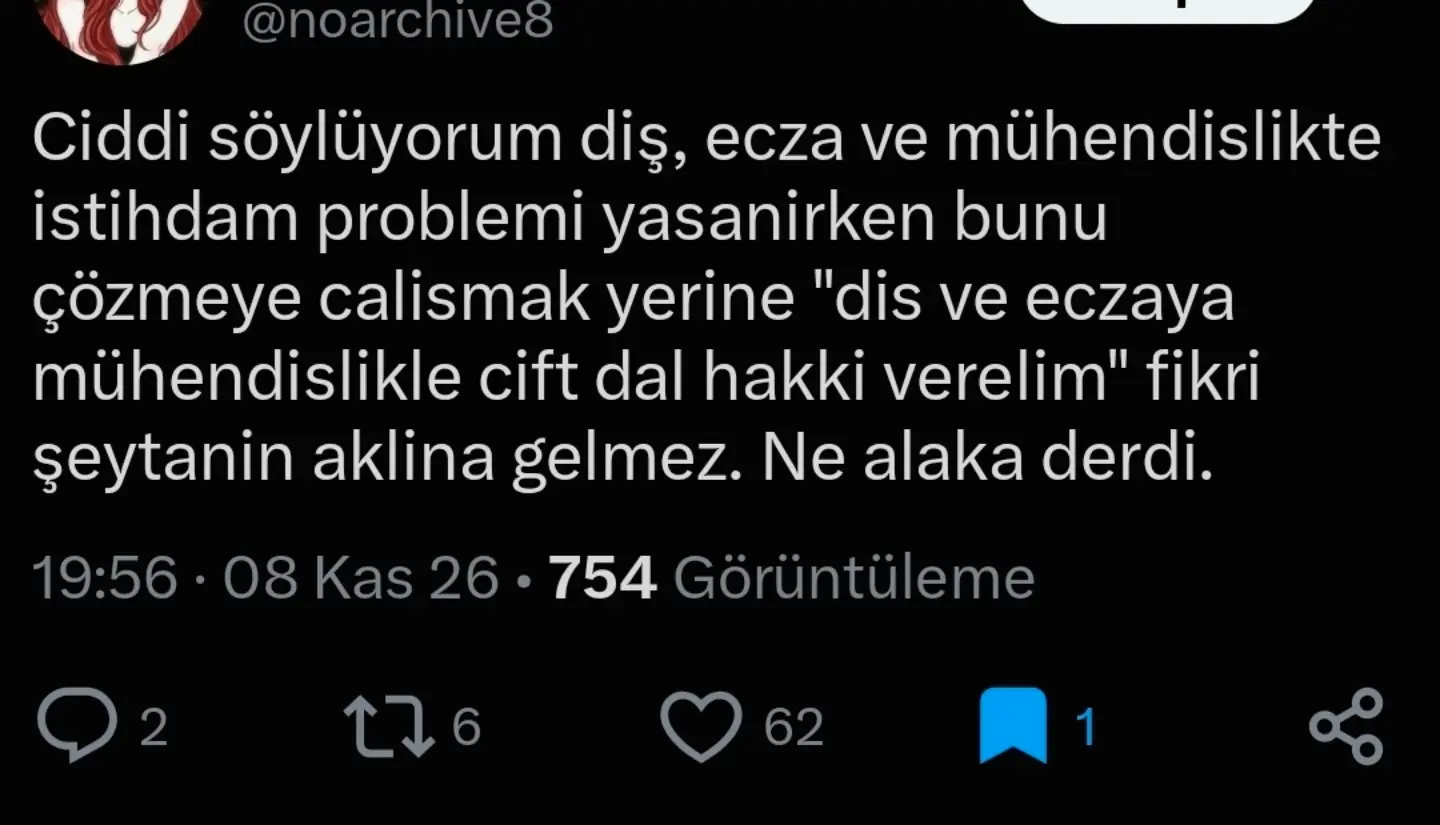 @noarchive8
Ciddi söylüyorum diş, ecza ve mühendislikte
istihdam problemi yasanirken bunu
çözmeye calismak yerine "dis ve eczaya
mühendislikle cift dal hakki verelim" fikri
şeytanin aklina gelmez. Ne alaka derdi.
19:56 · 08 Kas 26 • 754 Görüntüleme
2 6 62 1